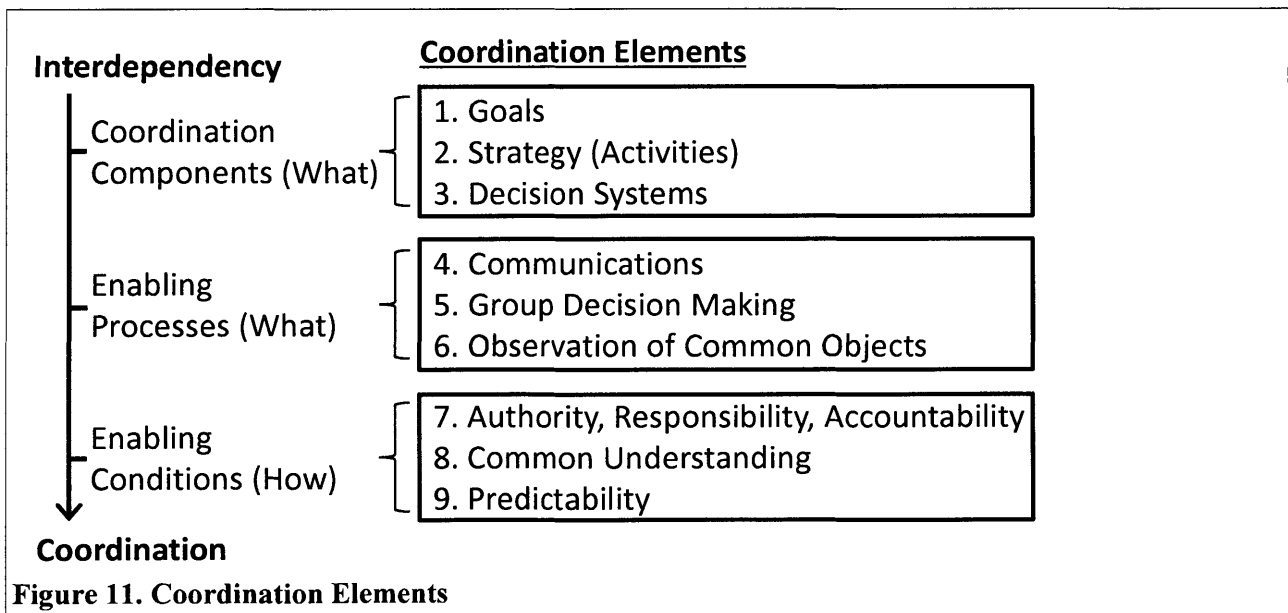 Interdependency
Coordination Elements
Coordination
Components (What)
1. Goals
2. Strategy (Activities)
3. Decision Systems
Enabling
Processes (What)
4. Communications
5. Group Decision Making
6. Observation of Common Objects
Enabling
Conditions (How)
7. Authority, Responsibility, Accountability
8. Common Understanding
9. Predictability
Coordination
Figure 11. Coordination Elements